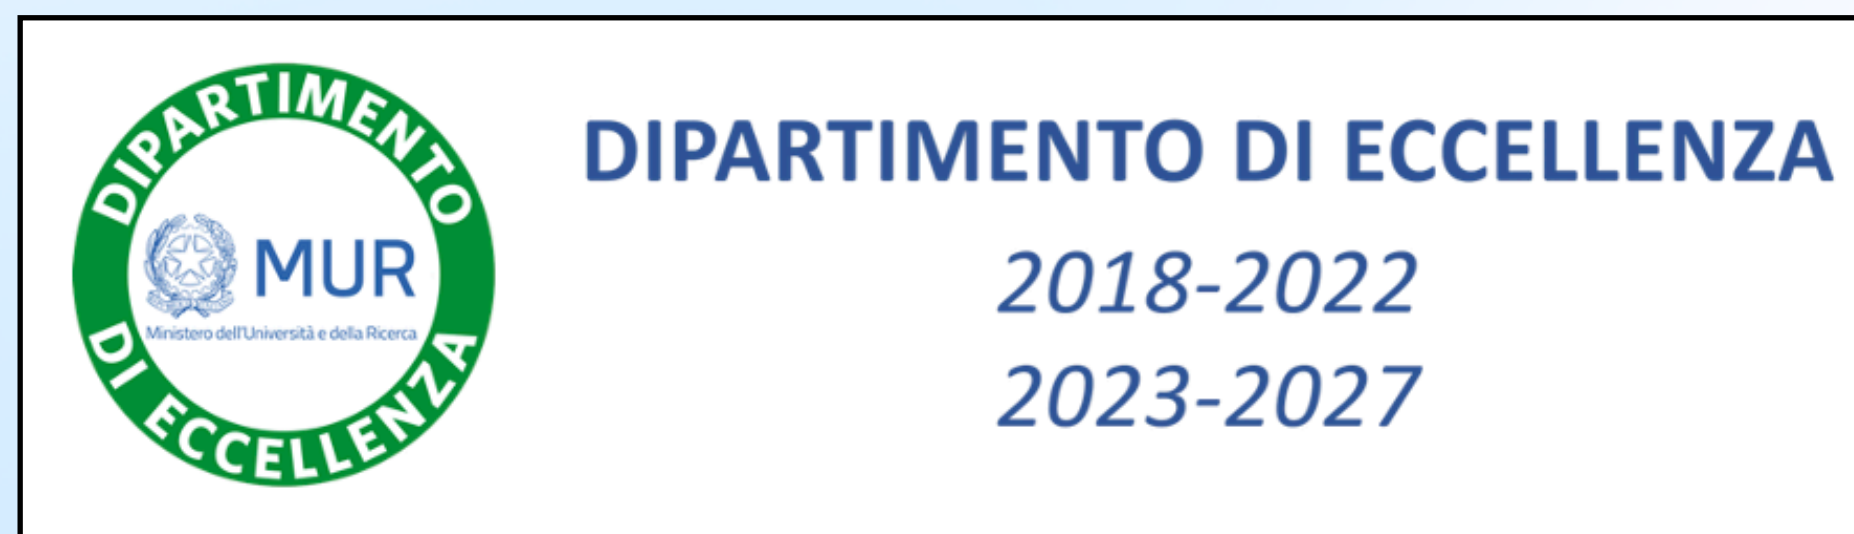 DIPARTIMENTO
DI ECCELLENZA
MUR
Ministero dell'Università e della Ricerca
DIPARTIMENTO DI ECCELLENZA
2018-2022
2023-2027